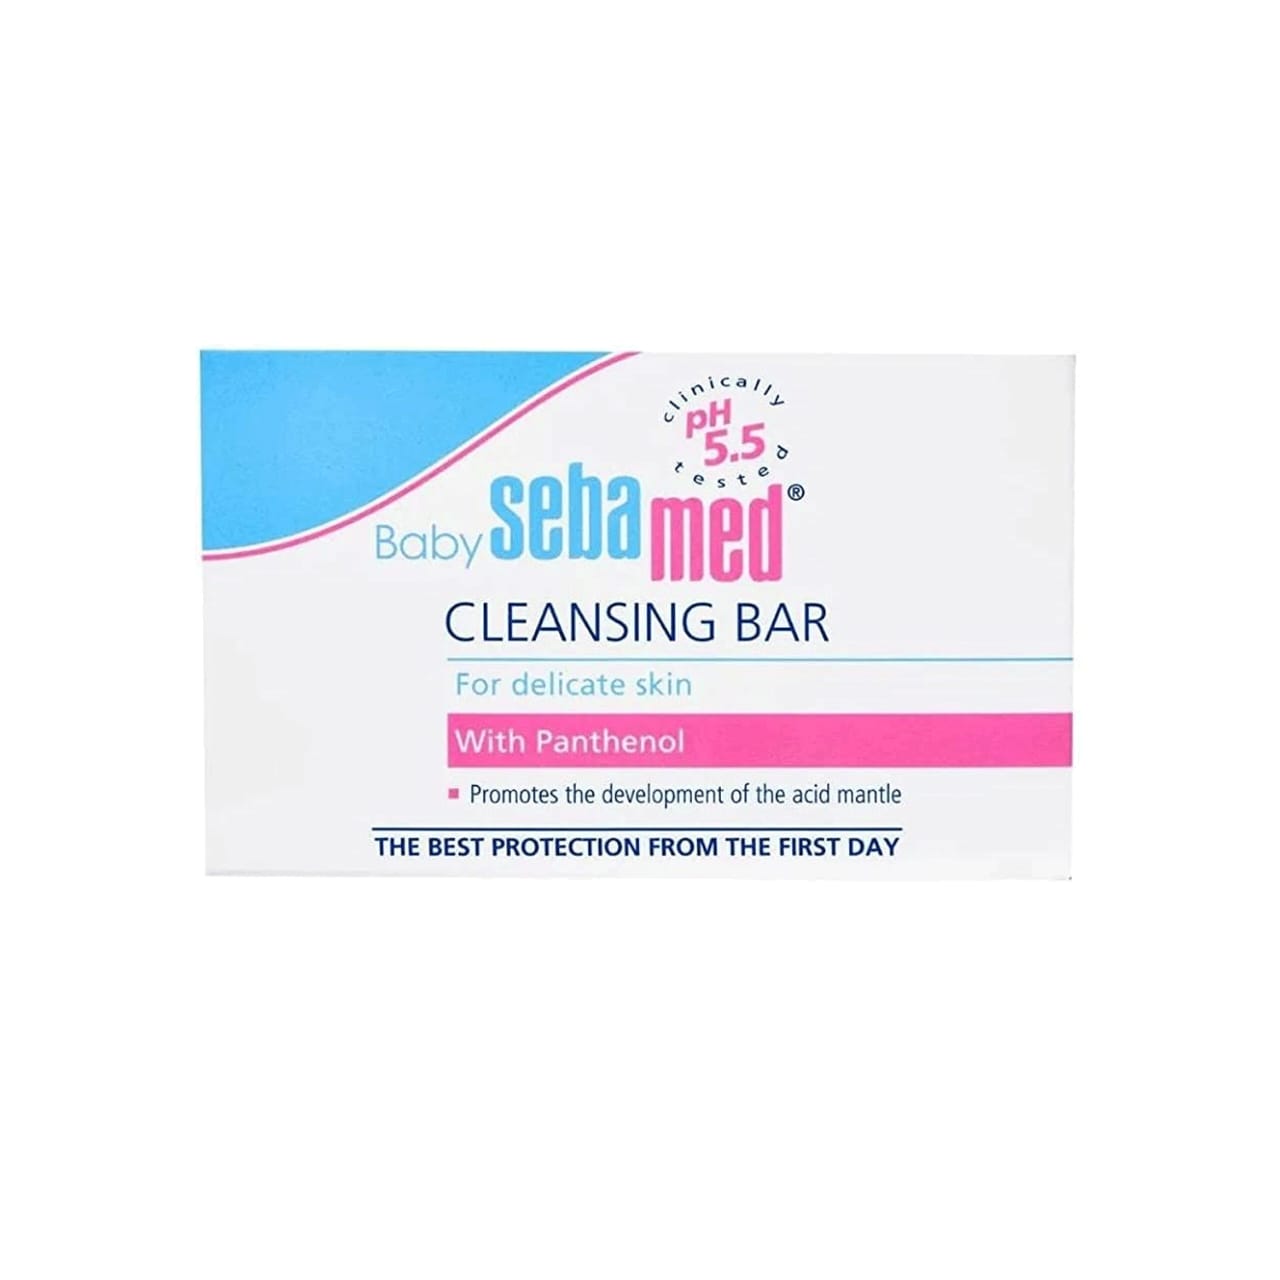 clinically
pH
5.5
tested
Baby sebamed®
CLEANSING BAR
For delicate skin
With Panthenol
▪ Promotes the development of the acid mantle
THE BEST PROTECTION FROM THE FIRST DAY